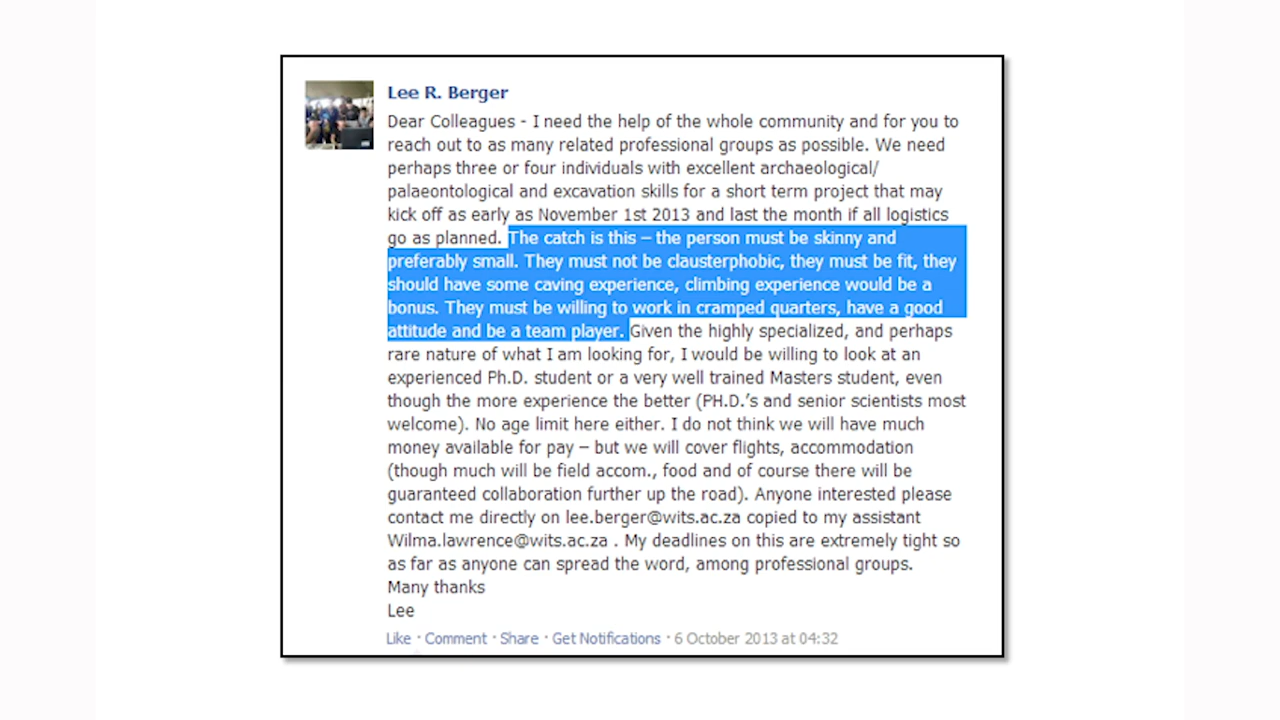 Lee R. Berger
Dear Colleagues - I need the help of the whole community and for you to
reach out to as many related professional groups as possible. We need
perhaps three or four individuals with excellent archaeological/
palaeontological and excavation skills for a short term project that may
kick off as early as November 1st 2013 and last the month if all logistics
go as planned. The catch is this – the person must be skinny and
preferably small. They must not be clausterphobic, they must be fit, they
should have some caving experience, climbing experience would be a
bonus. They must be willing to work in cramped quarters, have a good
attitude and be a team player. Given the highly specialized, and perhaps
rare nature of what I am looking for, I would be willing to look at an
experienced Ph.D. student or a very well trained Masters student, even
though the more experience the better (PH.D.’s and senior scientists most
welcome). No age limit here either. I do not think we will have much
money available for pay – but we will cover flights, accommodation
(though much will be field accom., food and of course there will be
guaranteed collaboration further up the road). Anyone interested please
contact me directly on lee.berger@wits.ac.za copied to my assistant
Wilma.lawrence@wits.ac.za . My deadlines on this are extremely tight so
as far as anyone can spread the word, among professional groups.
Many thanks
Lee
Like · Comment · Share · Get Notifications · 6 October 2013 at 04:32